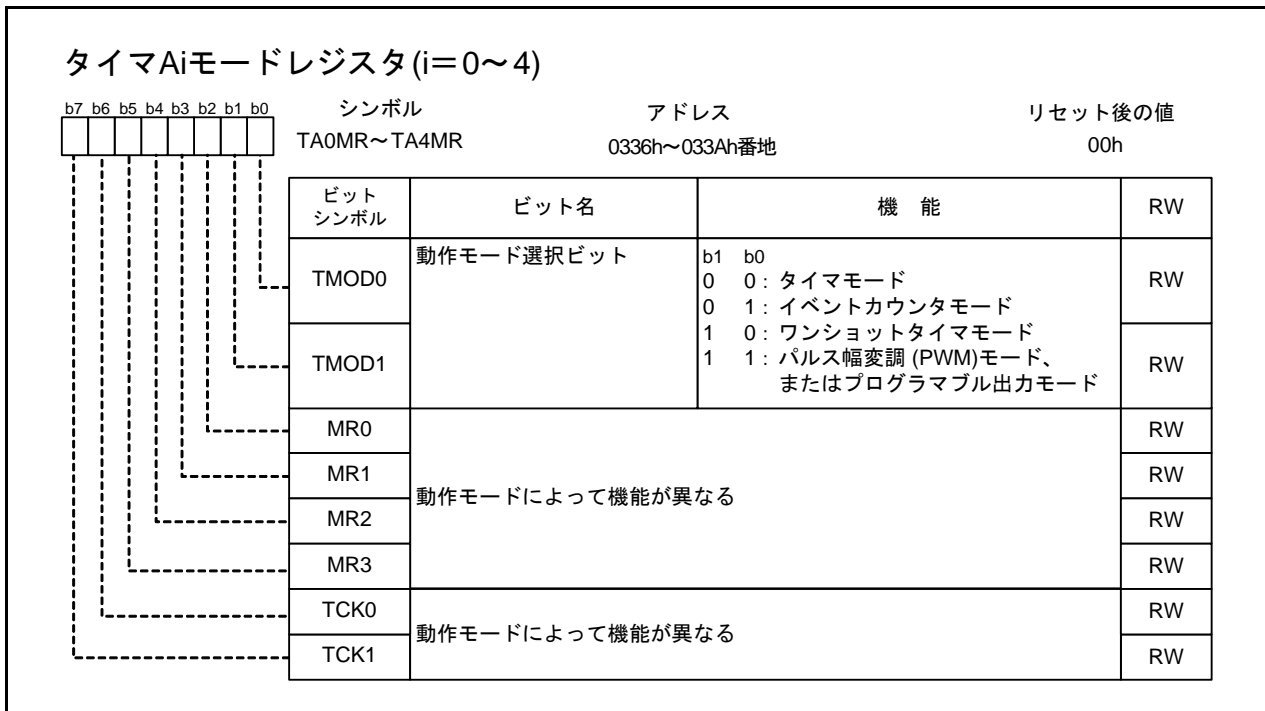 タイマAiモードレジスタ(i＝0～4)
b7 b6 b5 b4 b3 b2 b1 b0
シンボル アドレス リセット後の値
TA0MR～TA4MR 0336h～033Ah番地 00h
ビット
シンボル
ビット名 機 能 RW
TMOD0 動作モード選択ビット
b1 b0
0 0：タイマモード
0 1：イベントカウンタモード
1 0：ワンショットタイマモード
1 1：パルス幅変調 (PWM)モード、
またはプログラマブル出力モード
RW
TMOD1 RW
MR0 RW
MR1 RW
動作モードによって機能が異なる
MR2 RW
MR3 RW
TCK0 RW
動作モードによって機能が異なる
TCK1 RW